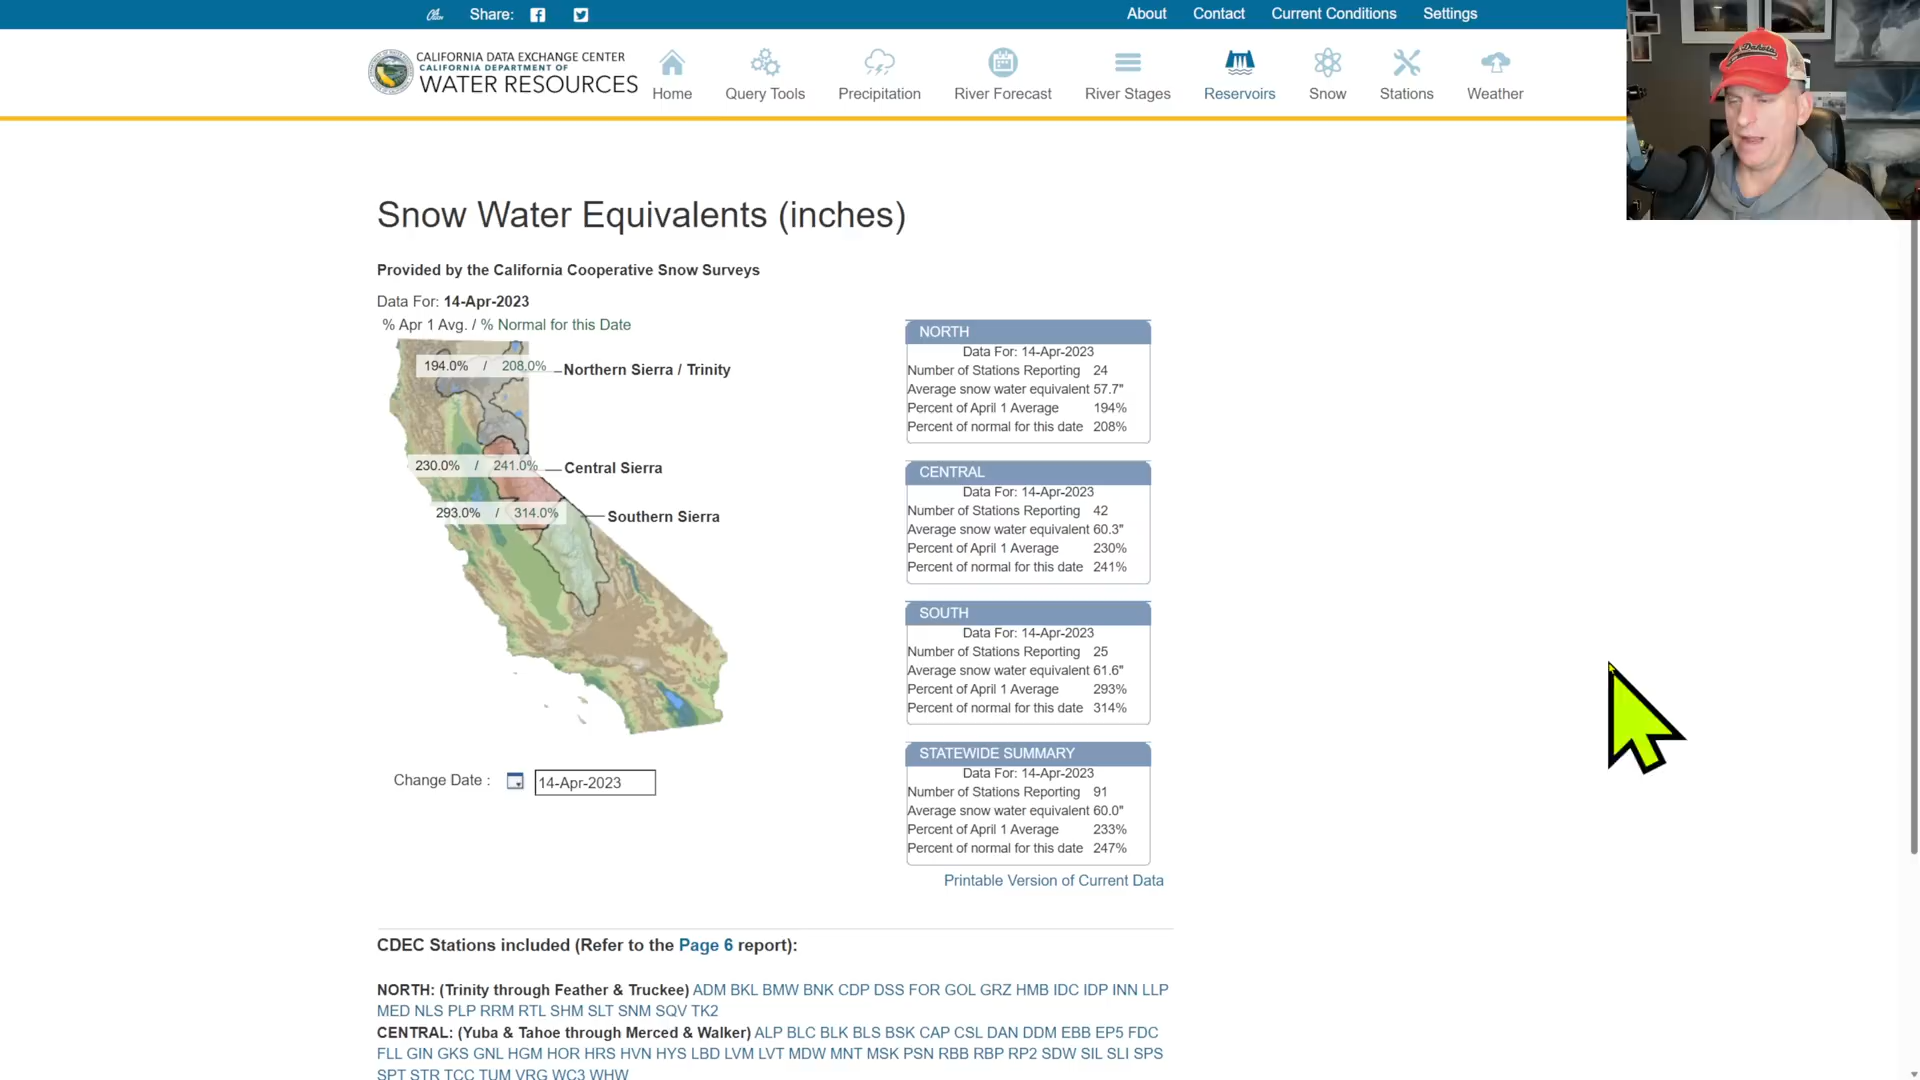 Share:
About Contact Current Conditions Settings
CALIFORNIA DATA EXCHANGE CENTER
CALIFORNIA DEPARTMENT OF
WATER RESOURCES
Home Query Tools Precipitation River Forecast River Stages Reservoirs Snow Stations Weather
Dakota
Snow Water Equivalents (inches)
Provided by the California Cooperative Snow Surveys
Data For: 14-Apr-2023
% Apr 1 Avg. / % Normal for this Date
194.0% / 208.0% Northern Sierra / Trinity
230.0% / 241.0% Central Sierra
293.0% / 314.0% Southern Sierra
Change Date : 14-Apr-2023
NORTH
Data For: 14-Apr-2023
Number of Stations Reporting 24
Average snow water equivalent 57.7"
Percent of April 1 Average 194%
Percent of normal for this date 208%
CENTRAL
Data For: 14-Apr-2023
Number of Stations Reporting 42
Average snow water equivalent 60.3"
Percent of April 1 Average 230%
Percent of normal for this date 241%
SOUTH
Data For: 14-Apr-2023
Number of Stations Reporting 25
Average snow water equivalent 61.6"
Percent of April 1 Average 293%
Percent of normal for this date 314%
STATEWIDE SUMMARY
Data For: 14-Apr-2023
Number of Stations Reporting 91
Average snow water equivalent 60.0"
Percent of April 1 Average 233%
Percent of normal for this date 247%
Printable Version of Current Data
CDEC Stations included (Refer to the Page 6 report):
NORTH: (Trinity through Feather & Truckee) ADM BKL BMW BNK CDP DSS FOR GOL GRZ HMB IDC IDP INN LLP
MED NLS PLP RRM RTL SHM SLT SNM SQV TK2
CENTRAL: (Yuba & Tahoe through Merced & Walker) ALP BLC BLK BLS BSK CAP CSL DAN DDM EBB EP5 FDC
FLL GIN GKS GNL HGM HOR HRS HVN HYS LBD LVM LVT MDW MNT MSK PSN RBB RBP RP2 SDW SIL SLI SPS
SPT STR TCC TUM VRG WC3 WHW